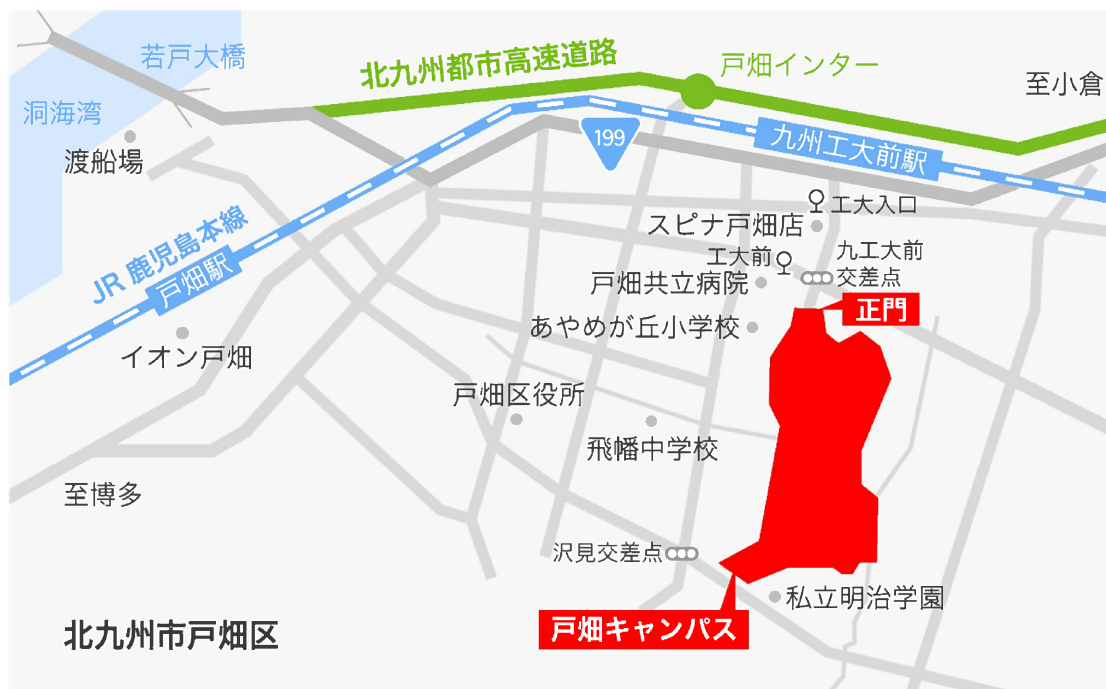 若戸大橋
北九州都市高速道路
戸畑インター
至小倉
洞海湾
渡船場
199
九州工大前駅
工大入口
スピナ戸畑店
工大前
九工大前
交差点
JR 鹿児島本線
戸畑駅
戸畑共立病院
正門
あやめが丘小学校
イオン戸畑
戸畑区役所
飛幡中学校
至博多
沢見交差点
私立明治学園
戸畑キャンパス
北九州市戸畑区